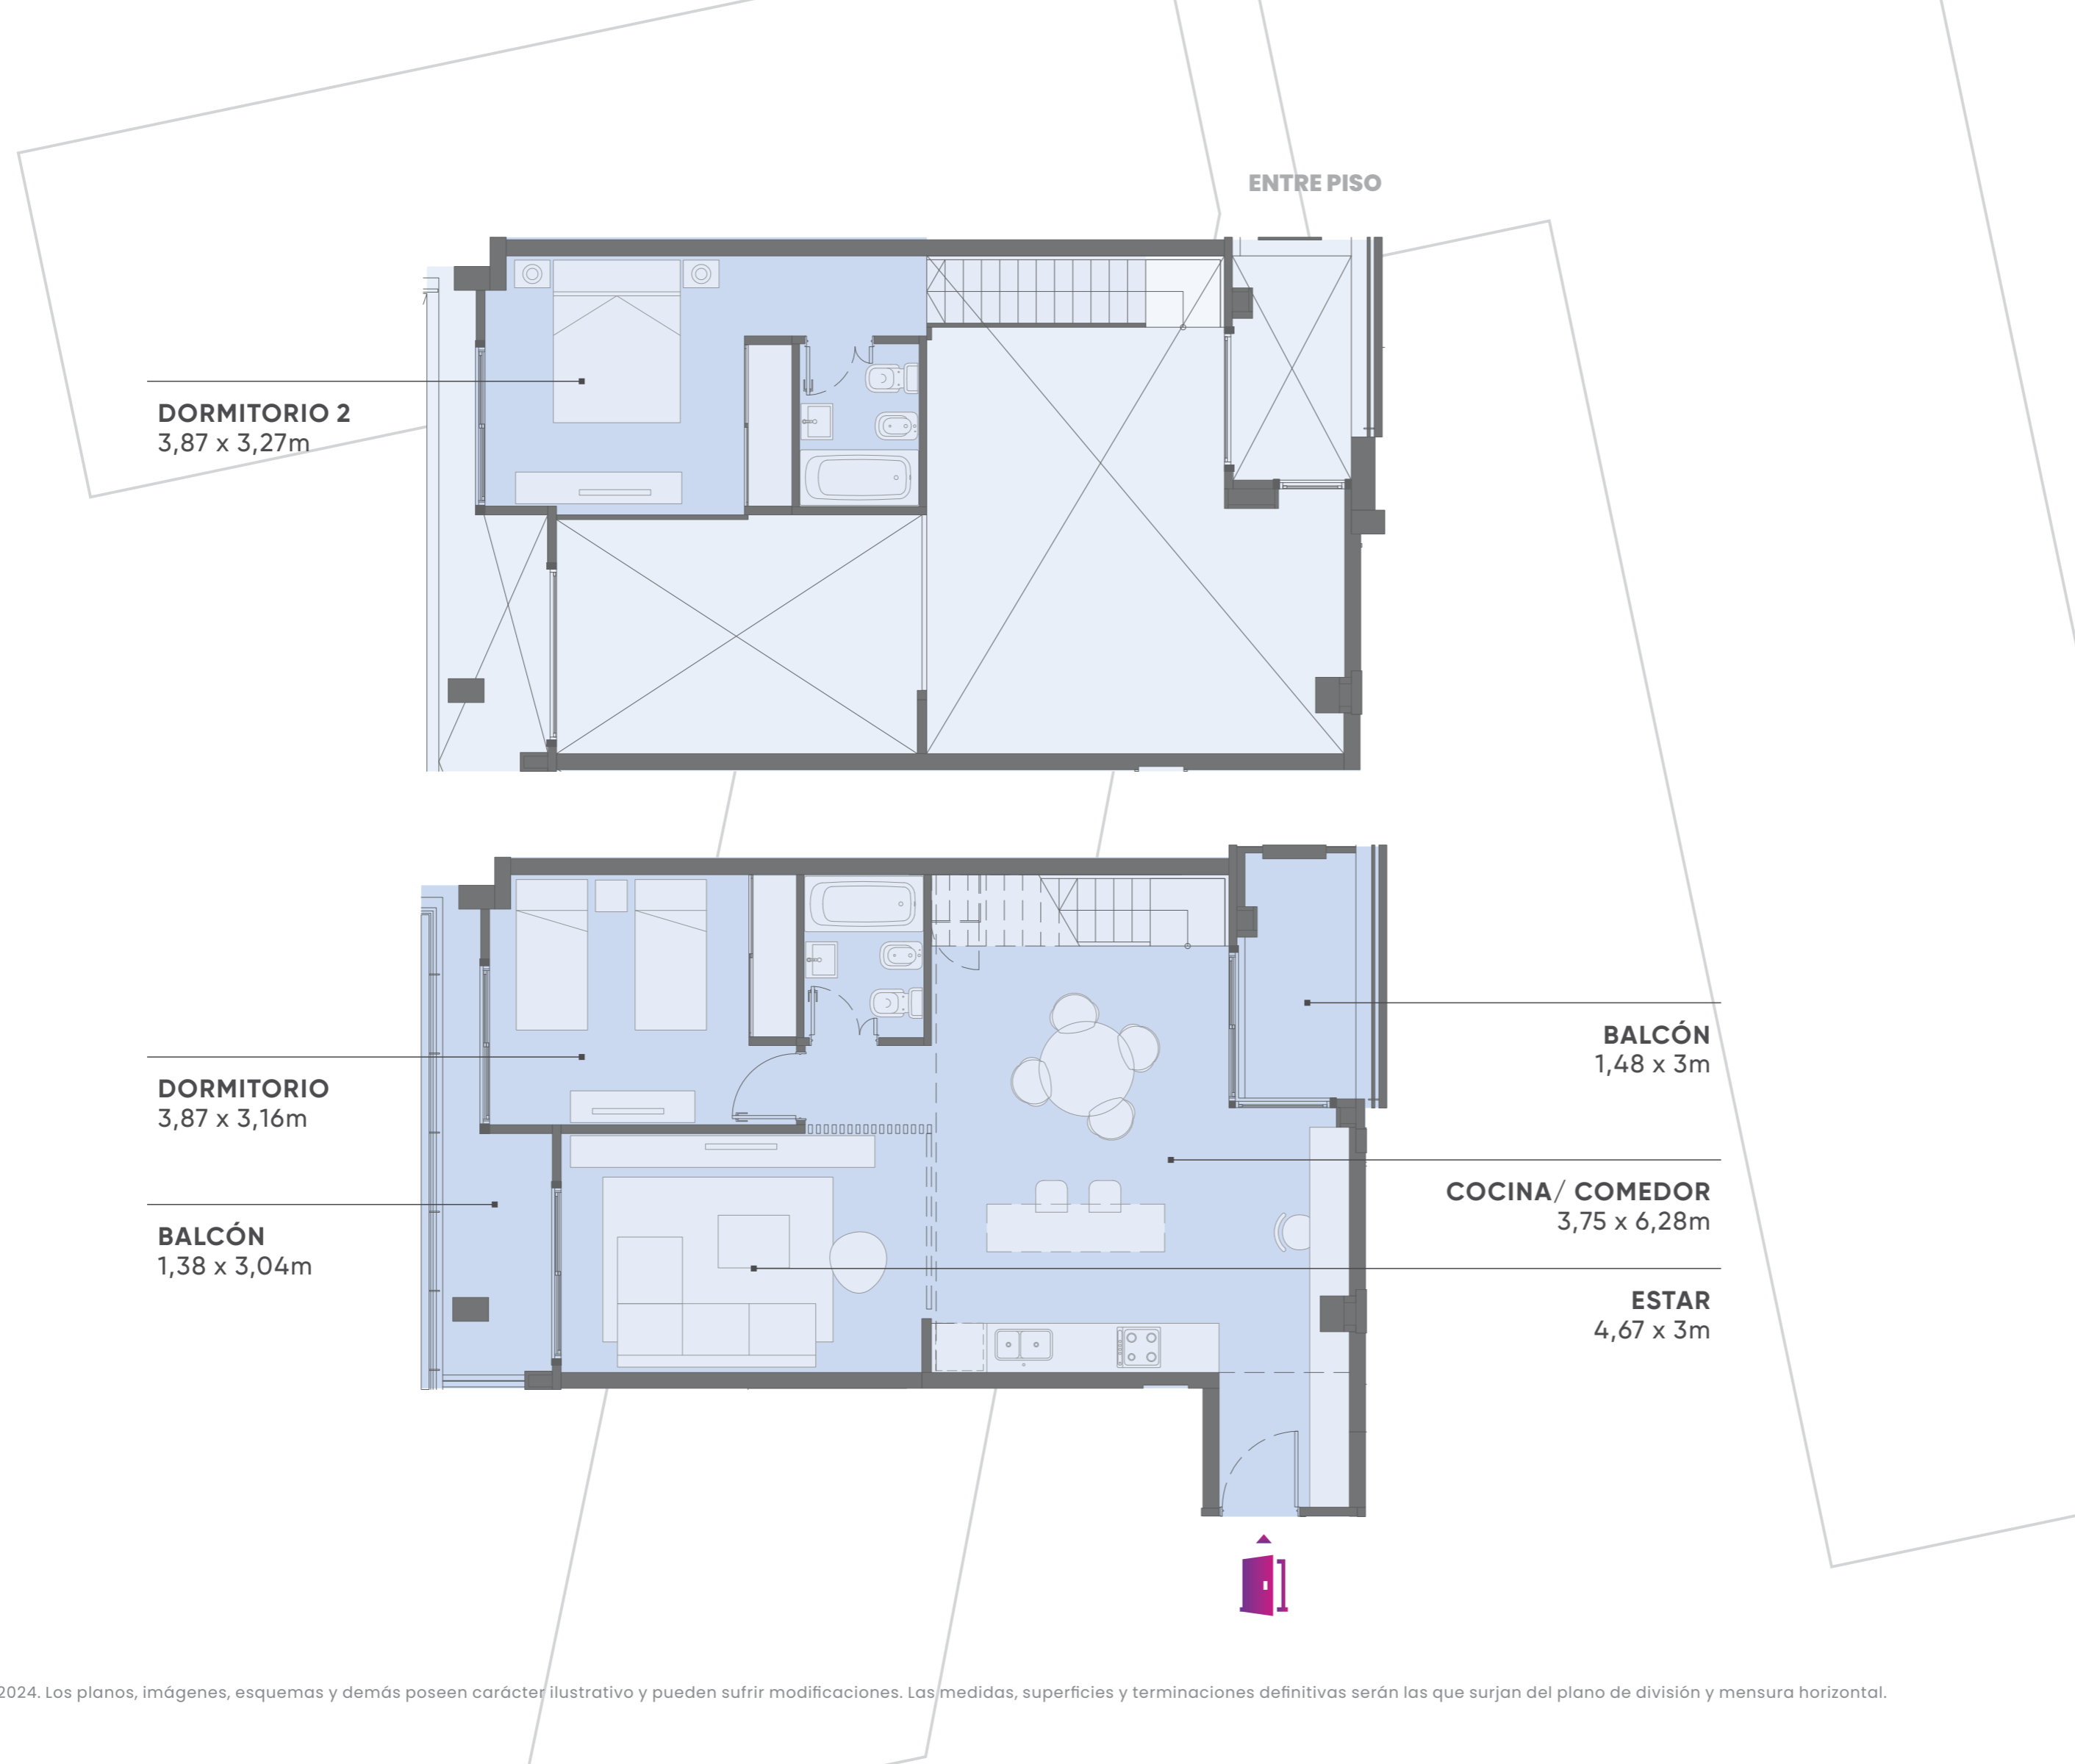 ENTRE PISO
DORMITORIO 2
3,87 x 3,27m
DORMITORIO
3,87 x 3,16m
BALCÓN
1,38 x 3,04m
BALCÓN
1,48 x 3m
COCINA/ COMEDOR
3,75 x 6,28m
ESTAR
4,67 x 3m
2024. Los planos, imágenes, esquemas y demás poseen carácter ilustrativo y pueden sufrir modificaciones. Las medidas, superficies y terminaciones definitivas serán las que surjan del plano de división y mensura horizontal.